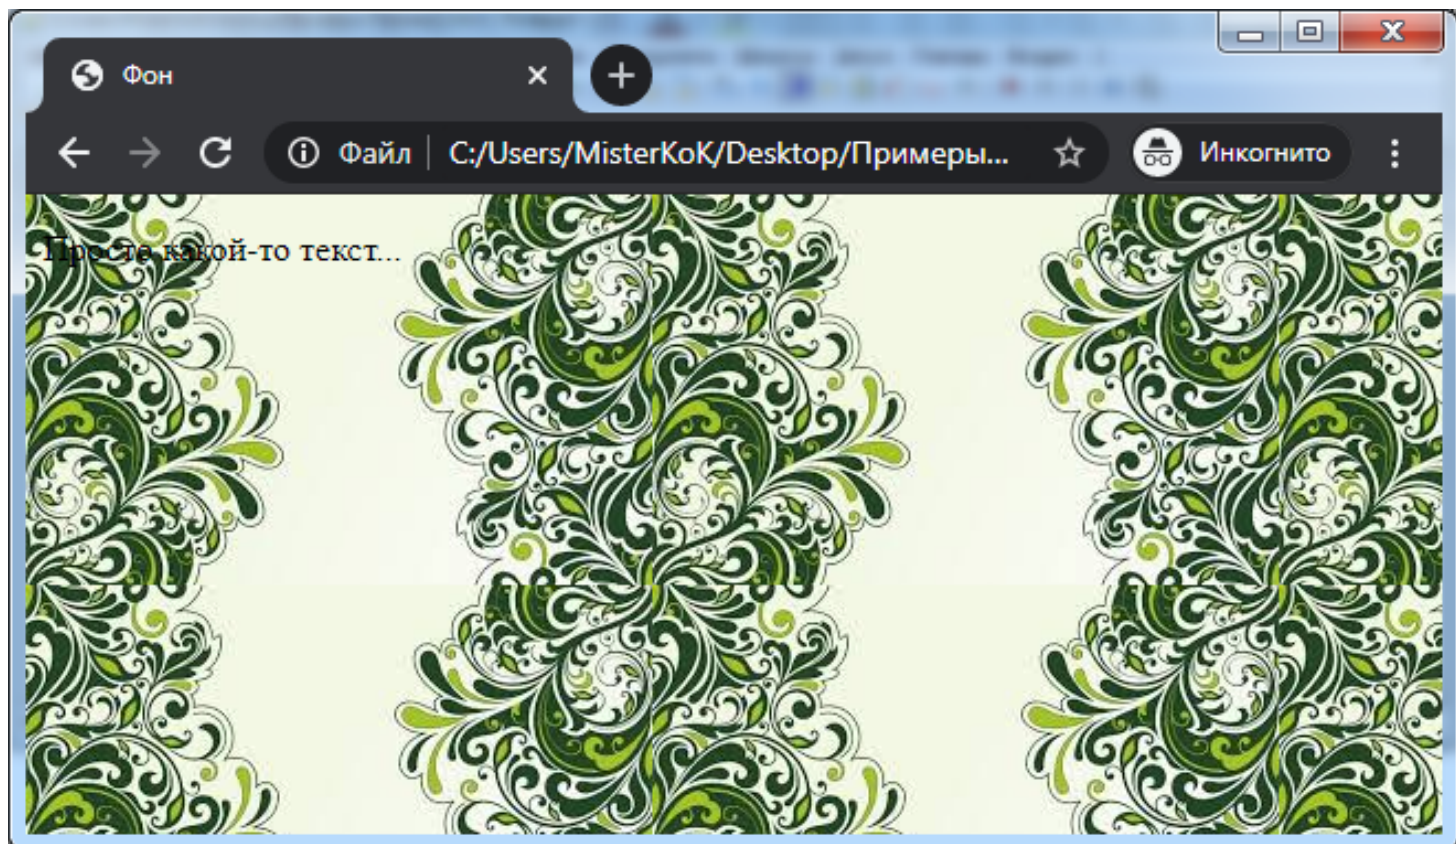 Фон
Файл C:/Users/MisterKoK/Desktop/Примеры... Инкогнито
Просто какой-то текст...